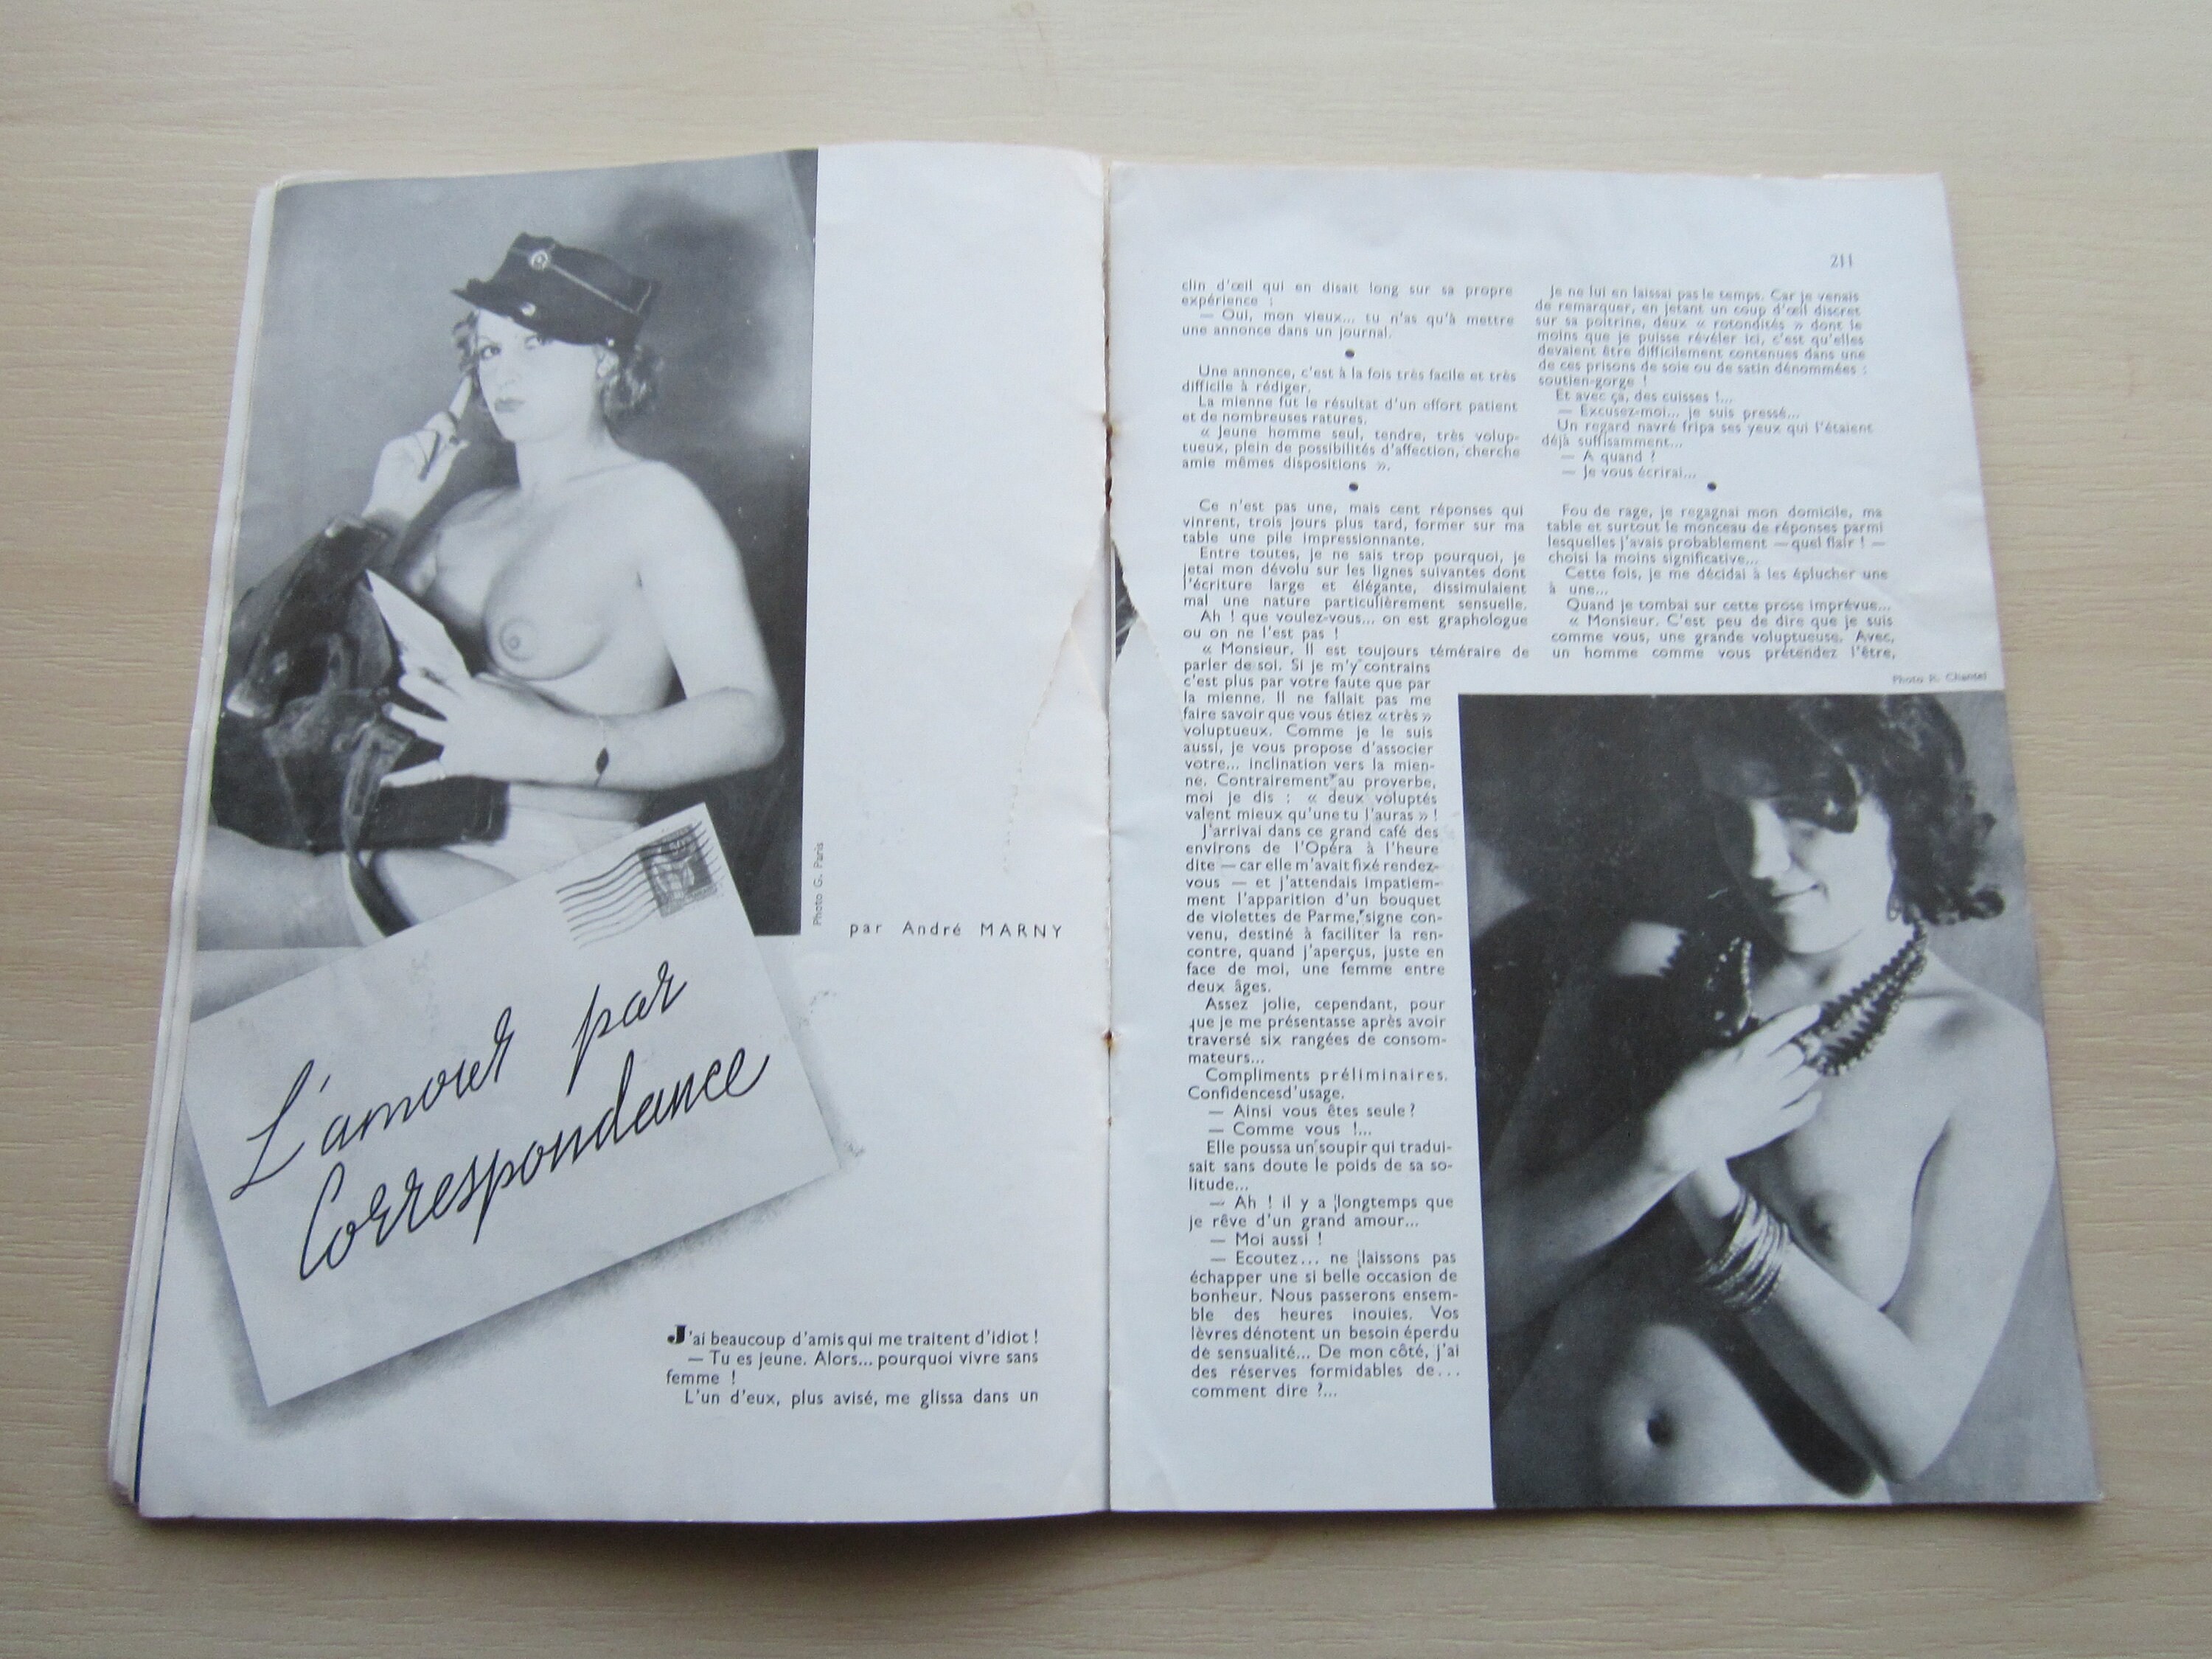 Photo G. Paris
par André MARNY
L'amour par
Correspondance
J'ai beaucoup d'amis qui me traitent d'idiot !
— Tu es jeune. Alors... pourquoi vivre sans
femme !
L'un d'eux, plus avisé, me glissa dans un
211
clin d'œil qui en disait long sur sa propre
expérience :
— Oui, mon vieux... tu n'as qu'à mettre
une annonce dans un journal.
Une annonce, c'est à la fois très facile et très
difficile à rédiger.
La mienne fut le résultat d'un effort patient
et de nombreuses ratures.
« Jeune homme seul, tendre, très volup-
tueux, plein de possibilités d'affection, cherche
amie mêmes dispositions ».
Ce n'est pas une, mais cent réponses qui
vinrent, trois jours plus tard, former sur ma
table une pile impressionnante.
Entre toutes, je ne sais trop pourquoi, je
jetai mon dévolu sur les lignes suivantes dont
l'écriture large et élégante, dissimulaient
mal une nature particulièrement sensuelle.
Ah ! que voulez-vous... on est graphologue
ou on ne l'est pas !
« Monsieur. Il est toujours téméraire de
parler de soi. Si je m'y contrains
c'est plus par votre faute que par
la mienne. Il ne fallait pas me
faire savoir que vous étiez «très»
voluptueux. Comme je le suis
aussi, je vous propose d'associer
votre... inclination vers la mien-
ne. Contrairement au proverbe,
moi je dis : « deux voluptés
valent mieux qu'une tu l'auras » !
J'arrivai dans ce grand café des
environs de l'Opéra à l'heure
dite — car elle m'avait fixé rendez-
vous — et j'attendais impatiem-
ment l'apparition d'un bouquet
de violettes de Parme, signe con-
venu, destiné à faciliter la ren-
contre, quand j'aperçus, juste en
face de moi, une femme entre
deux âges.
Assez jolie, cependant, pour
que je me présentasse après avoir
traversé six rangées de consom-
mateurs...
Compliments préliminaires.
Confidencesd'usage.
— Ainsi vous êtes seule ?
— Comme vous !...
Elle poussa un soupir qui tradui-
sait sans doute le poids de sa so-
litude...
— Ah ! il y a longtemps que
je rêve d'un grand amour...
— Moi aussi !
— Ecoutez... ne laissons pas
échapper une si belle occasion de
bonheur. Nous passerons ensem-
ble des heures inouies. Vos
lèvres dénotent un besoin éperdu
de sensualité... De mon côté, j'ai
des réserves formidables de...
comment dire ?...
Je ne lui en laissai pas le temps. Car je venais
de remarquer, en jetant un coup d'œil discret
sur sa poitrine, deux « rotondités » dont le
moins que je puisse révéler ici, c'est qu'elles
devaient être difficilement contenues dans une
de ces prisons de soie ou de satin dénommées :
soutien-gorge !
Et avec ça, des cuisses !...
— Excusez-moi... je suis pressé...
Un regard navré fripa ses yeux qui l'étaient
déjà suffisamment...
— A quand ?
— Je vous écrirai...
Fou de rage, je regagnai mon domicile, ma
table et surtout le monceau de réponses parmi
lesquelles j'avais probablement — quel flair ! —
choisi la moins significative...
Cette fois, je me décidai à les éplucher une
à une...
Quand je tombai sur cette prose imprévue...
« Monsieur. C'est peu de dire que je suis
comme vous, une grande voluptueuse. Avec,
un homme comme vous prétendez l'être,
Photo R. Chantel